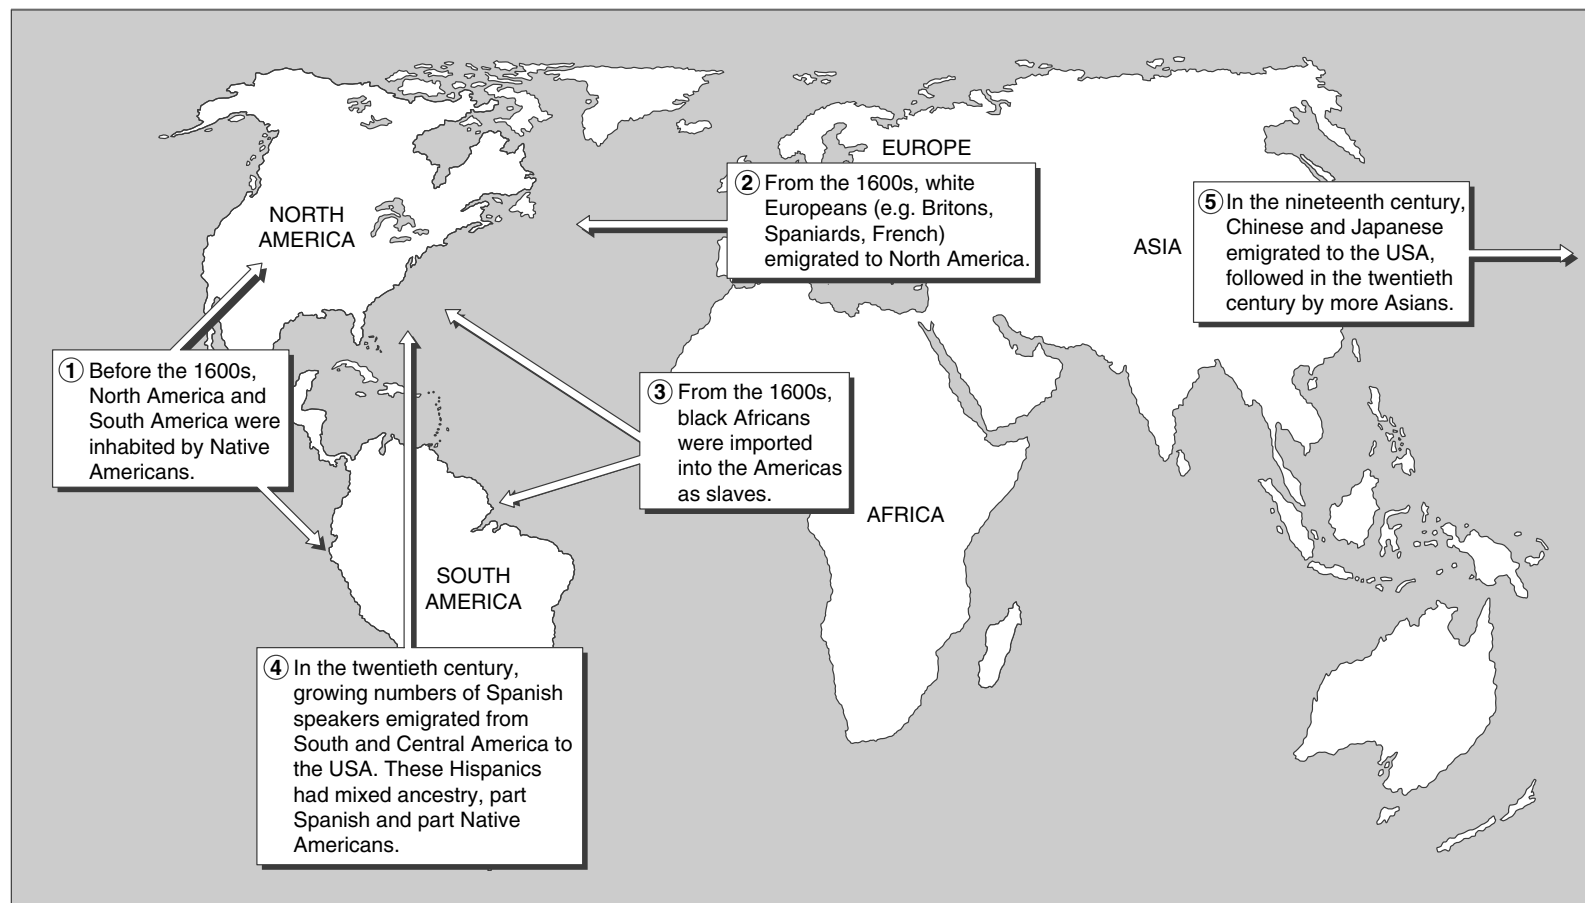 EUROPE
NORTH
AMERICA
ASIA
AFRICA
SOUTH
AMERICA
① Before the 1600s,
North America and
South America were
inhabited by Native
Americans.
② From the 1600s, white
Europeans (e.g. Britons,
Spaniards, French)
emigrated to North America.
③ From the 1600s,
black Africans
were imported
into the Americas
as slaves.
④ In the twentieth century,
growing numbers of Spanish
speakers emigrated from
South and Central America to
the USA. These Hispanics
had mixed ancestry, part
Spanish and part Native
Americans.
⑤ In the nineteenth century,
Chinese and Japanese
emigrated to the USA,
followed in the twentieth
century by more Asians.